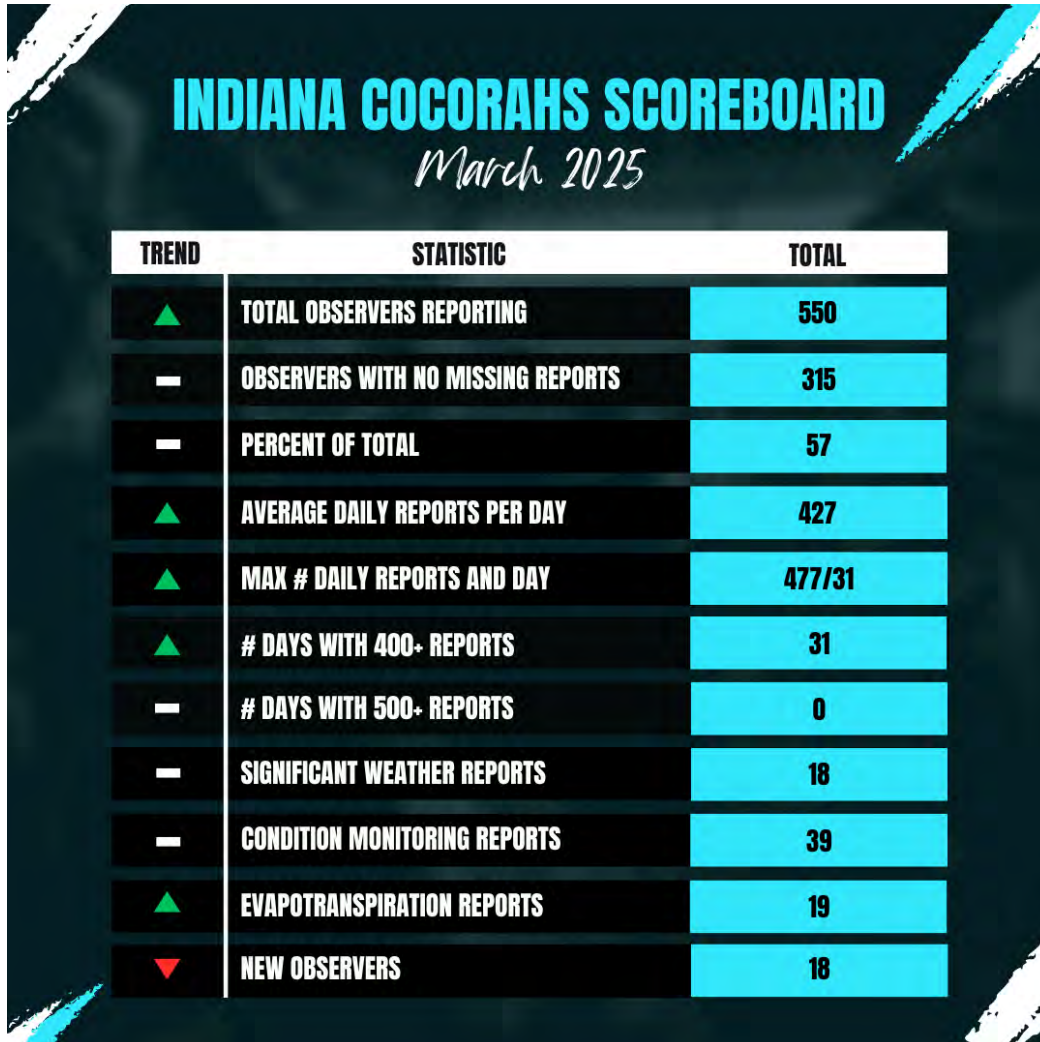 INDIANA COCORAHS SCOREBOARD
March 2025
TREND STATISTIC TOTAL
TOTAL OBSERVERS REPORTING 550
OBSERVERS WITH NO MISSING REPORTS 315
PERCENT OF TOTAL 57
AVERAGE DAILY REPORTS PER DAY 427
MAX # DAILY REPORTS AND DAY 477/31
# DAYS WITH 400+ REPORTS 31
# DAYS WITH 500+ REPORTS 0
SIGNIFICANT WEATHER REPORTS 18
CONDITION MONITORING REPORTS 39
EVAPOTRANSPIRATION REPORTS 19
NEW OBSERVERS 18